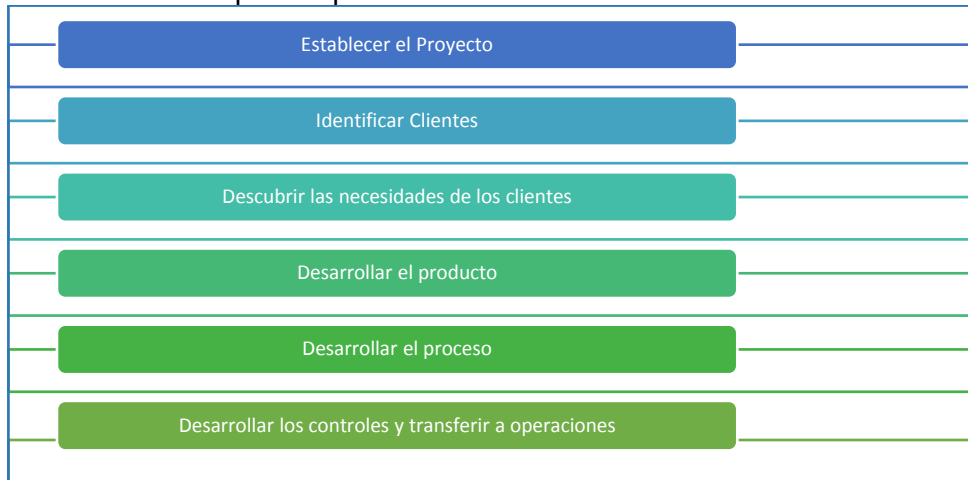 Establecer el Proyecto
Identificar Clientes
Descubrir las necesidades de los clientes
Desarrollar el producto
Desarrollar el proceso
Desarrollar los controles y transferir a operaciones